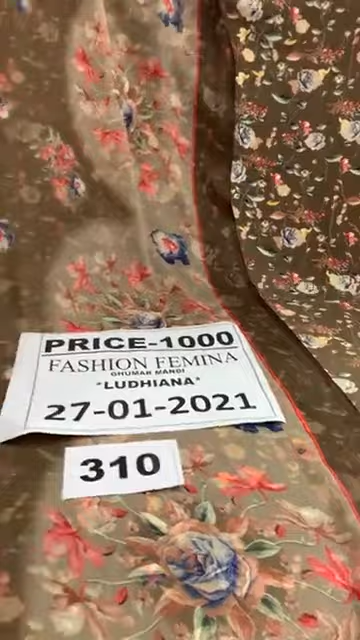 PRICE-1000
FASHION FEMINA
GHUMAR MANDI
*LUDHIANA*
27-01-2021
310